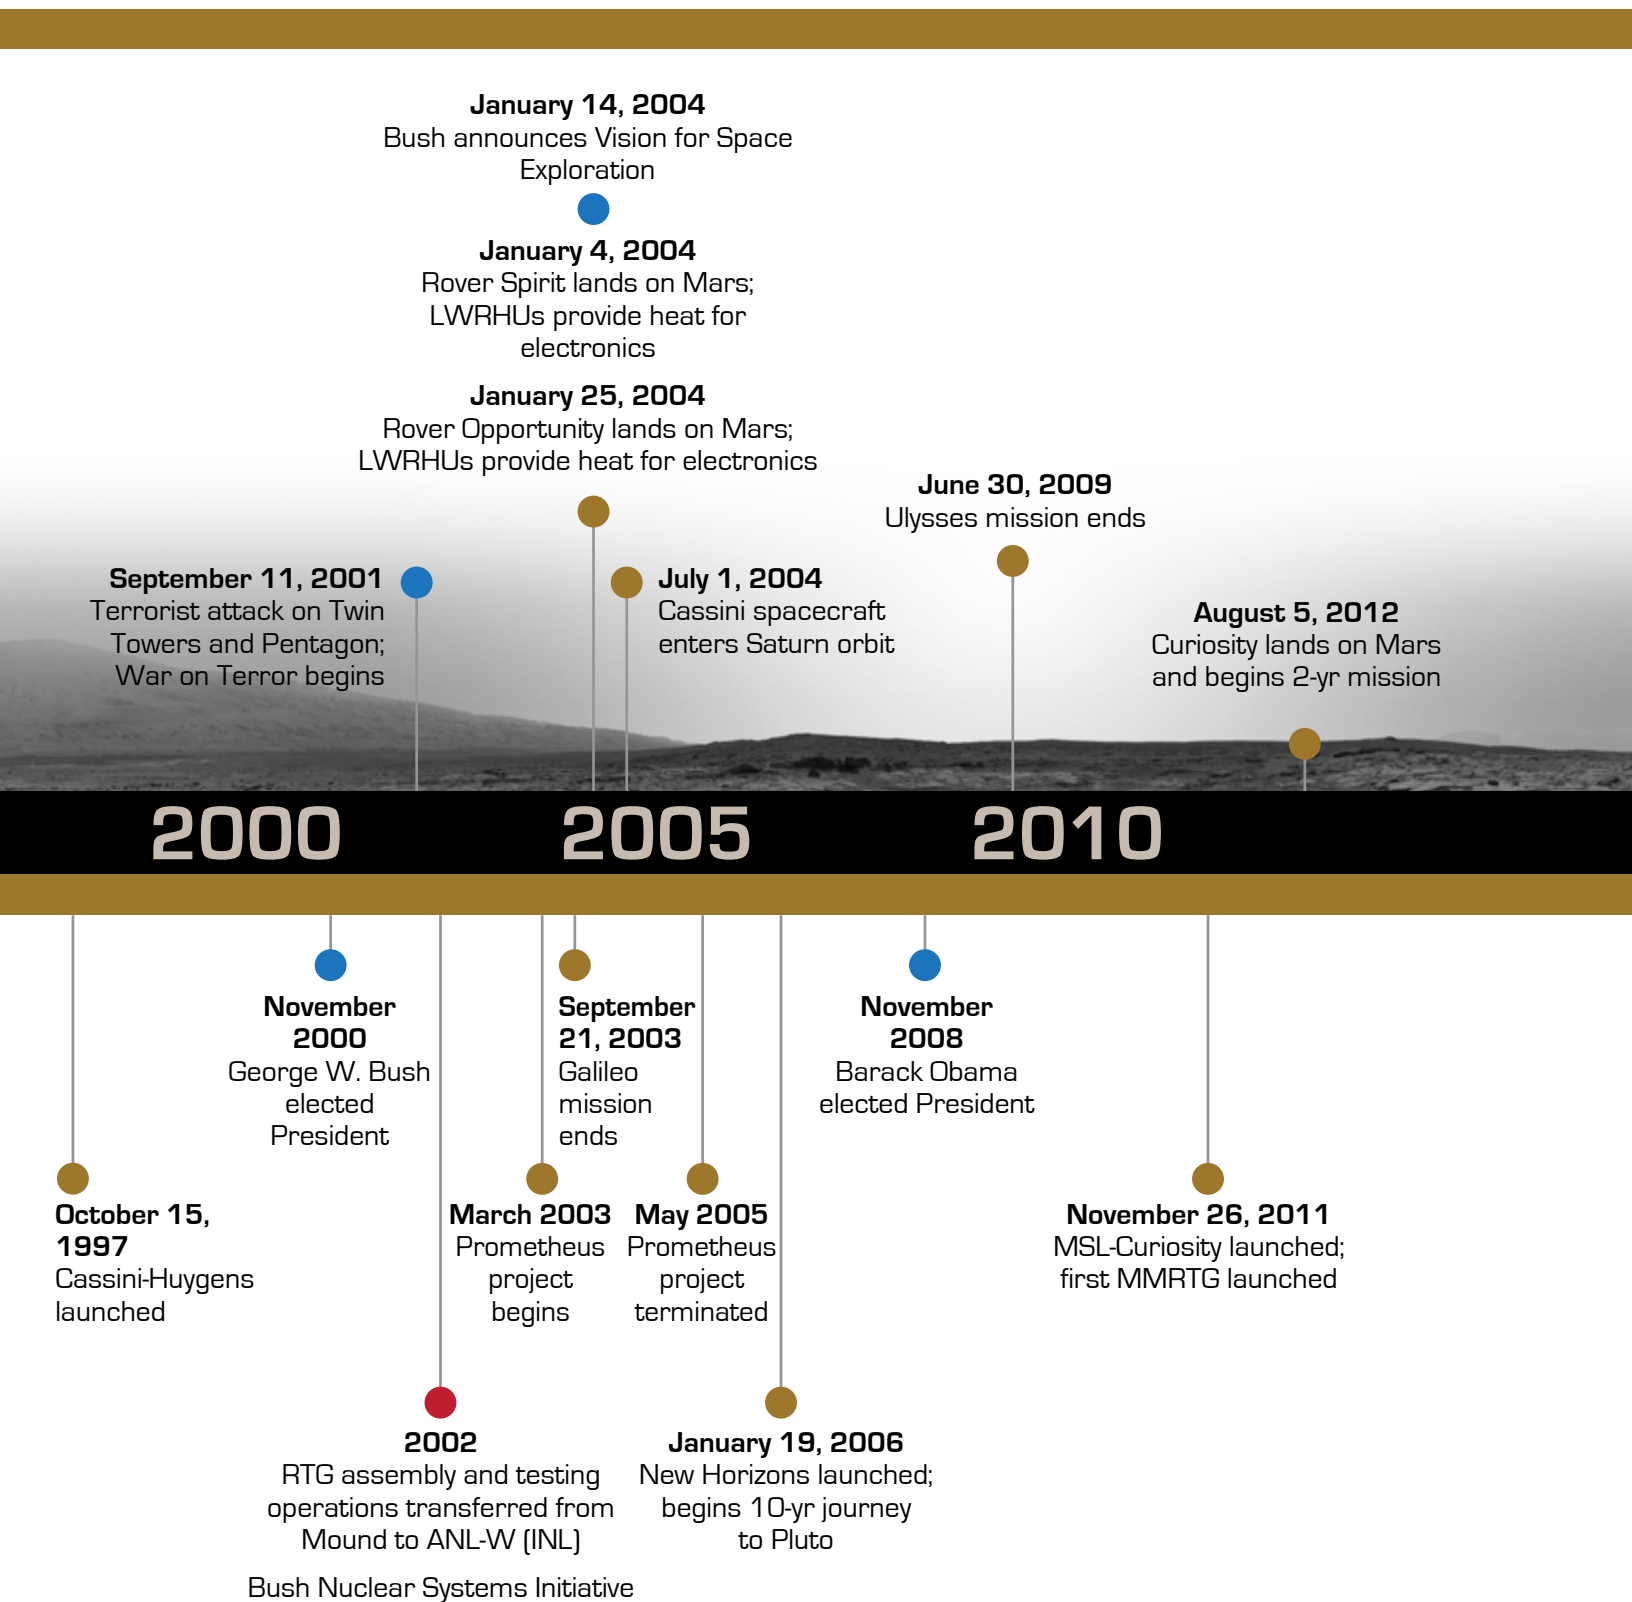 January 14, 2004
Bush announces Vision for Space
Exploration
January 4, 2004
Rover Spirit lands on Mars;
LWRHUs provide heat for
electronics
January 25, 2004
Rover Opportunity lands on Mars;
LWRHUs provide heat for electronics
June 30, 2009
Ulysses mission ends
September 11, 2001
Terrorist attack on Twin
Towers and Pentagon;
War on Terror begins
July 1, 2004
Cassini spacecraft
enters Saturn orbit
August 5, 2012
Curiosity lands on Mars
and begins 2-yr mission
2000
2005
2010
November
2000
George W. Bush
elected
President
September
21, 2003
Galileo
mission
ends
November
2008
Barack Obama
elected President
October 15,
1997
Cassini-Huygens
launched
March 2003
Prometheus
project
begins
May 2005
Prometheus
project
terminated
November 26, 2011
MSL-Curiosity launched;
first MMRTG launched
2002
RTG assembly and testing
operations transferred from
Mound to ANL-W (INL)
Bush Nuclear Systems Initiative
January 19, 2006
New Horizons launched;
begins 10-yr journey
to Pluto